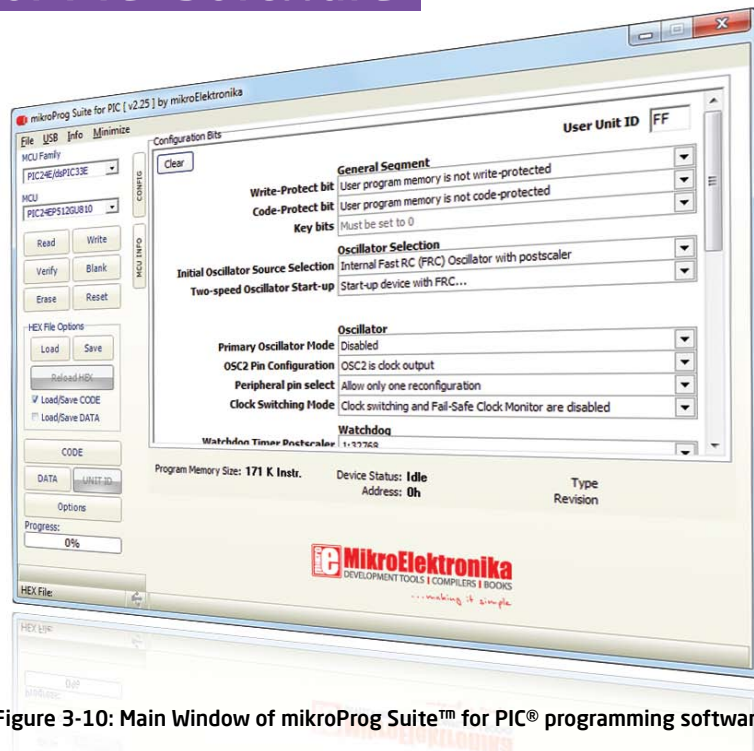 mikroProg Suite for PIC [ v2.25 ] by mikroElektronika
File USB Info Minimize
MCU Family
PIC24E/dsPIC33E
MCU
PIC24EP512GU810
Read Write
Verify Blank
Erase Reset
HEX File Options
Load Save
Reload HEX
Load/Save CODE
Load/Save DATA
CODE
DATA UNIT ID
Options
Progress:
0%
HEX File:
CONFIG
MCU INFO
Configuration Bits
Clear
User Unit ID FF
General Segment
Write-Protect bit User program memory is not write-protected
Code-Protect bit User program memory is not code-protected
Key bits Must be set to 0
Oscillator Selection
Initial Oscillator Source Selection Internal Fast RC (FRC) Oscillator with postscaler
Two-speed Oscillator Start-up Start-up device with FRC...
Oscillator
Primary Oscillator Mode Disabled
OSC2 Pin Configuration OSC2 is clock output
Peripheral pin select Allow only one reconfiguration
Clock Switching Mode Clock switching and Fail-Safe Clock Monitor are disabled
Watchdog
Watchdog Timer Postscaler 1:32768
Program Memory Size: 171 K Instr. Device Status: Idle Type
Address: 0h Revision
mikro e MikroElektronika
DEVELOPMENT TOOLS | COMPILERS | BOOKS
...making it simple
Figure 3-10: Main Window of mikroProg Suite™ for PIC® programming softwar